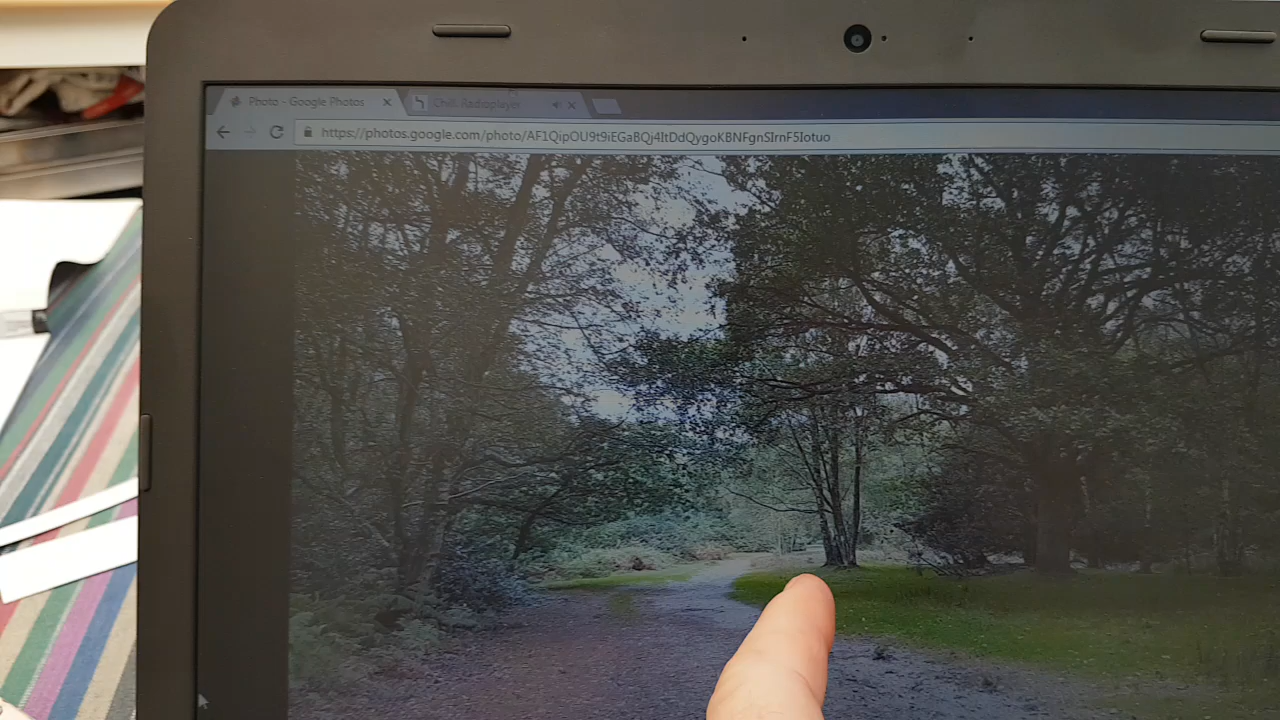 Photo - Google Photos
Chill. Radioplayer
https://photos.google.com/photo/AF1QipOU9t9iEGaBQj4ItDdQygoKBNFgnSIrnF5Iotuo